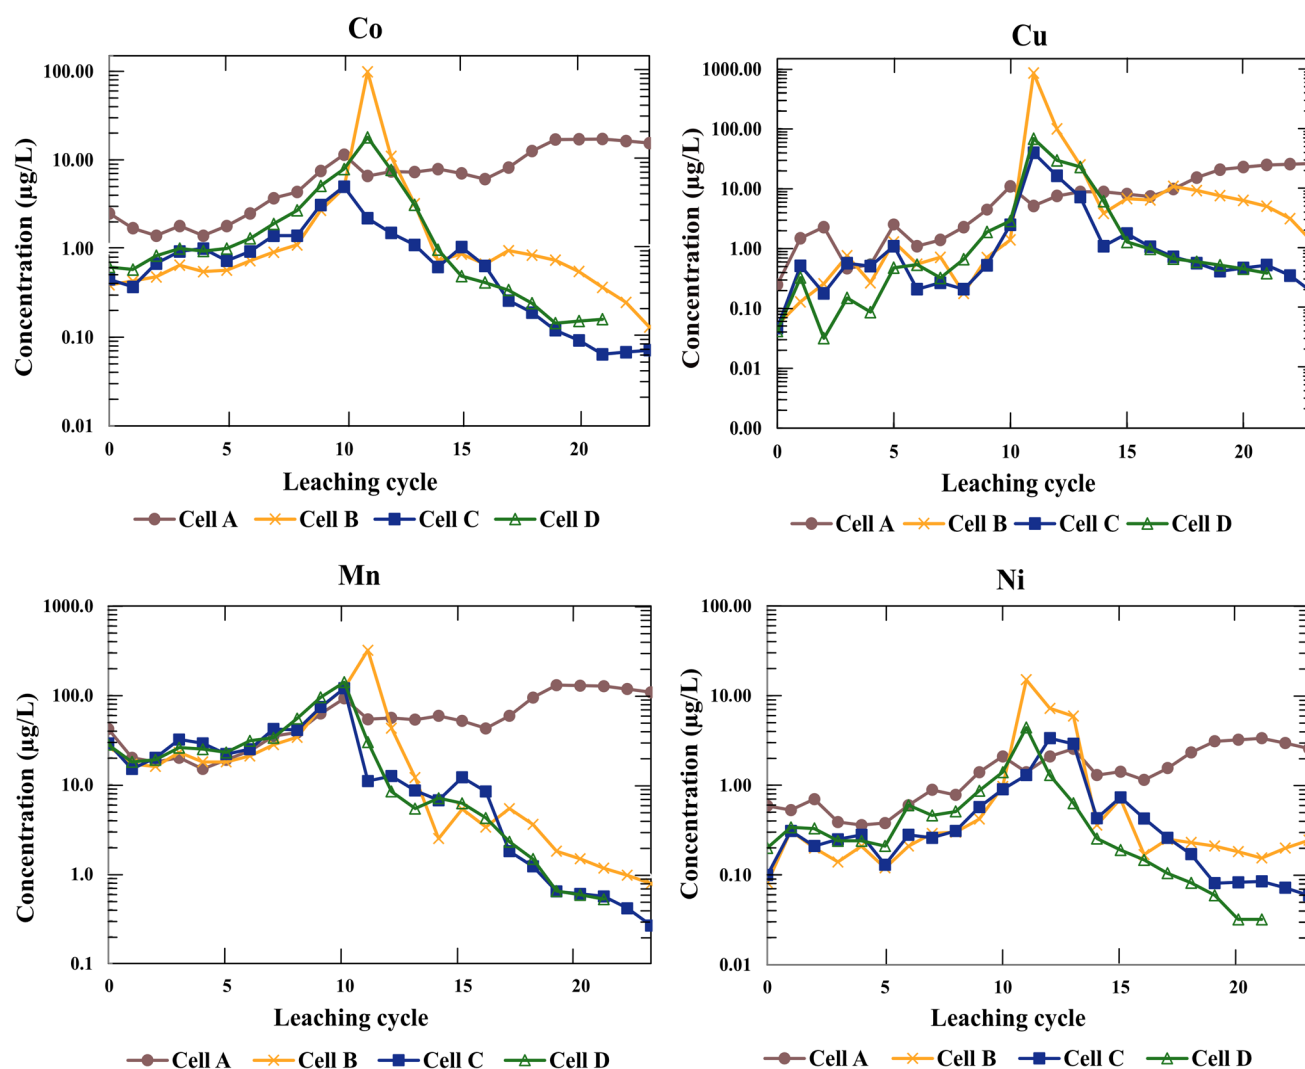 Co
Concentration (µg/L)
100.00
10.00
1.00
0.10
0.01
0 5 10 15 20
Leaching cycle
Cell A Cell B Cell C Cell D
Cu
Concentration (µg/L)
1000.00
100.00
10.00
1.00
0.10
0.01
0.00
0 5 10 15 20
Leaching cycle
Cell A Cell B Cell C Cell D
Mn
Concentration (µg/L)
1000.0
100.0
10.0
1.0
0.1
0 5 10 15 20
Leaching cycle
Cell A Cell B Cell C Cell D
Ni
Concentration (µg/L)
100.00
10.00
1.00
0.10
0.01
0 5 10 15 20
Leaching cycle
Cell A Cell B Cell C Cell D